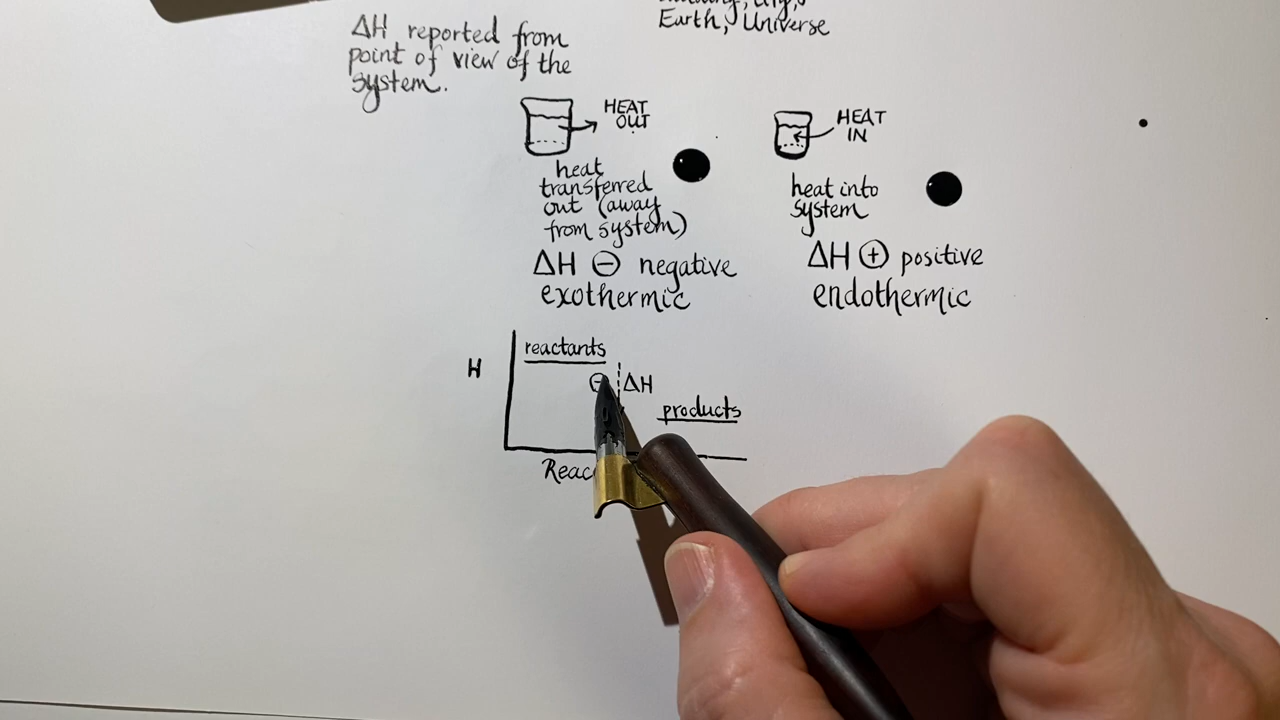 ΔH reported from
point of view of the
system.
Earth, Universe
HEAT
OUT
heat
transferred
out (away
from system)
ΔH ⊖ negative
exothermic
HEAT
IN
heat into
system
ΔH ⊕ positive
endothermic
H
reactants
⊖ ΔH
products